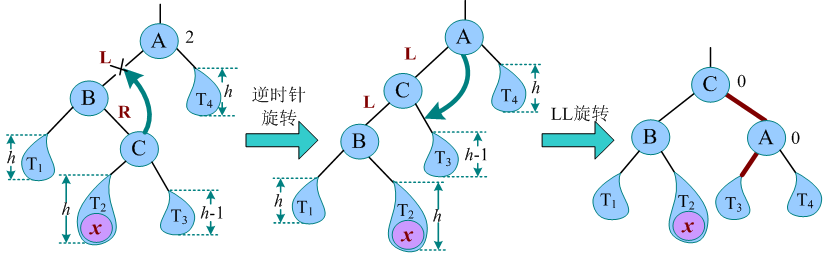 A 2
L
B
R
C
T4
h
h
T1
h
T2
x
T3
h-1
逆时针
旋转
A
L
C
L
B
T4
h
T3
h-1
h
T1
T2
x
h
LL旋转
C 0
B
A 0
T1
T2
x
T3
T4